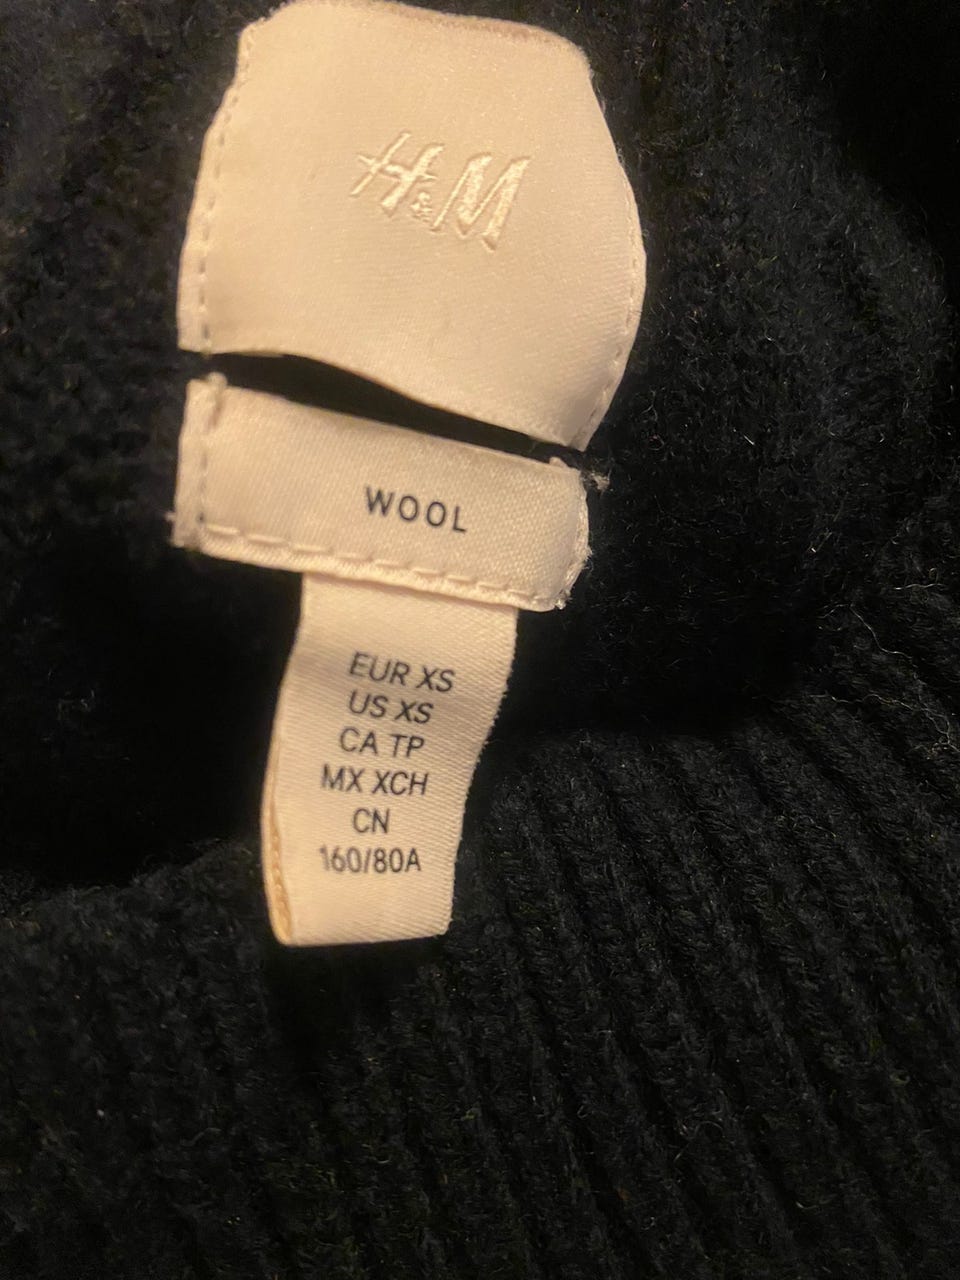 H&M
WOOL
EUR XS
US XS
CA TP
MX XCH
CN
160/80A